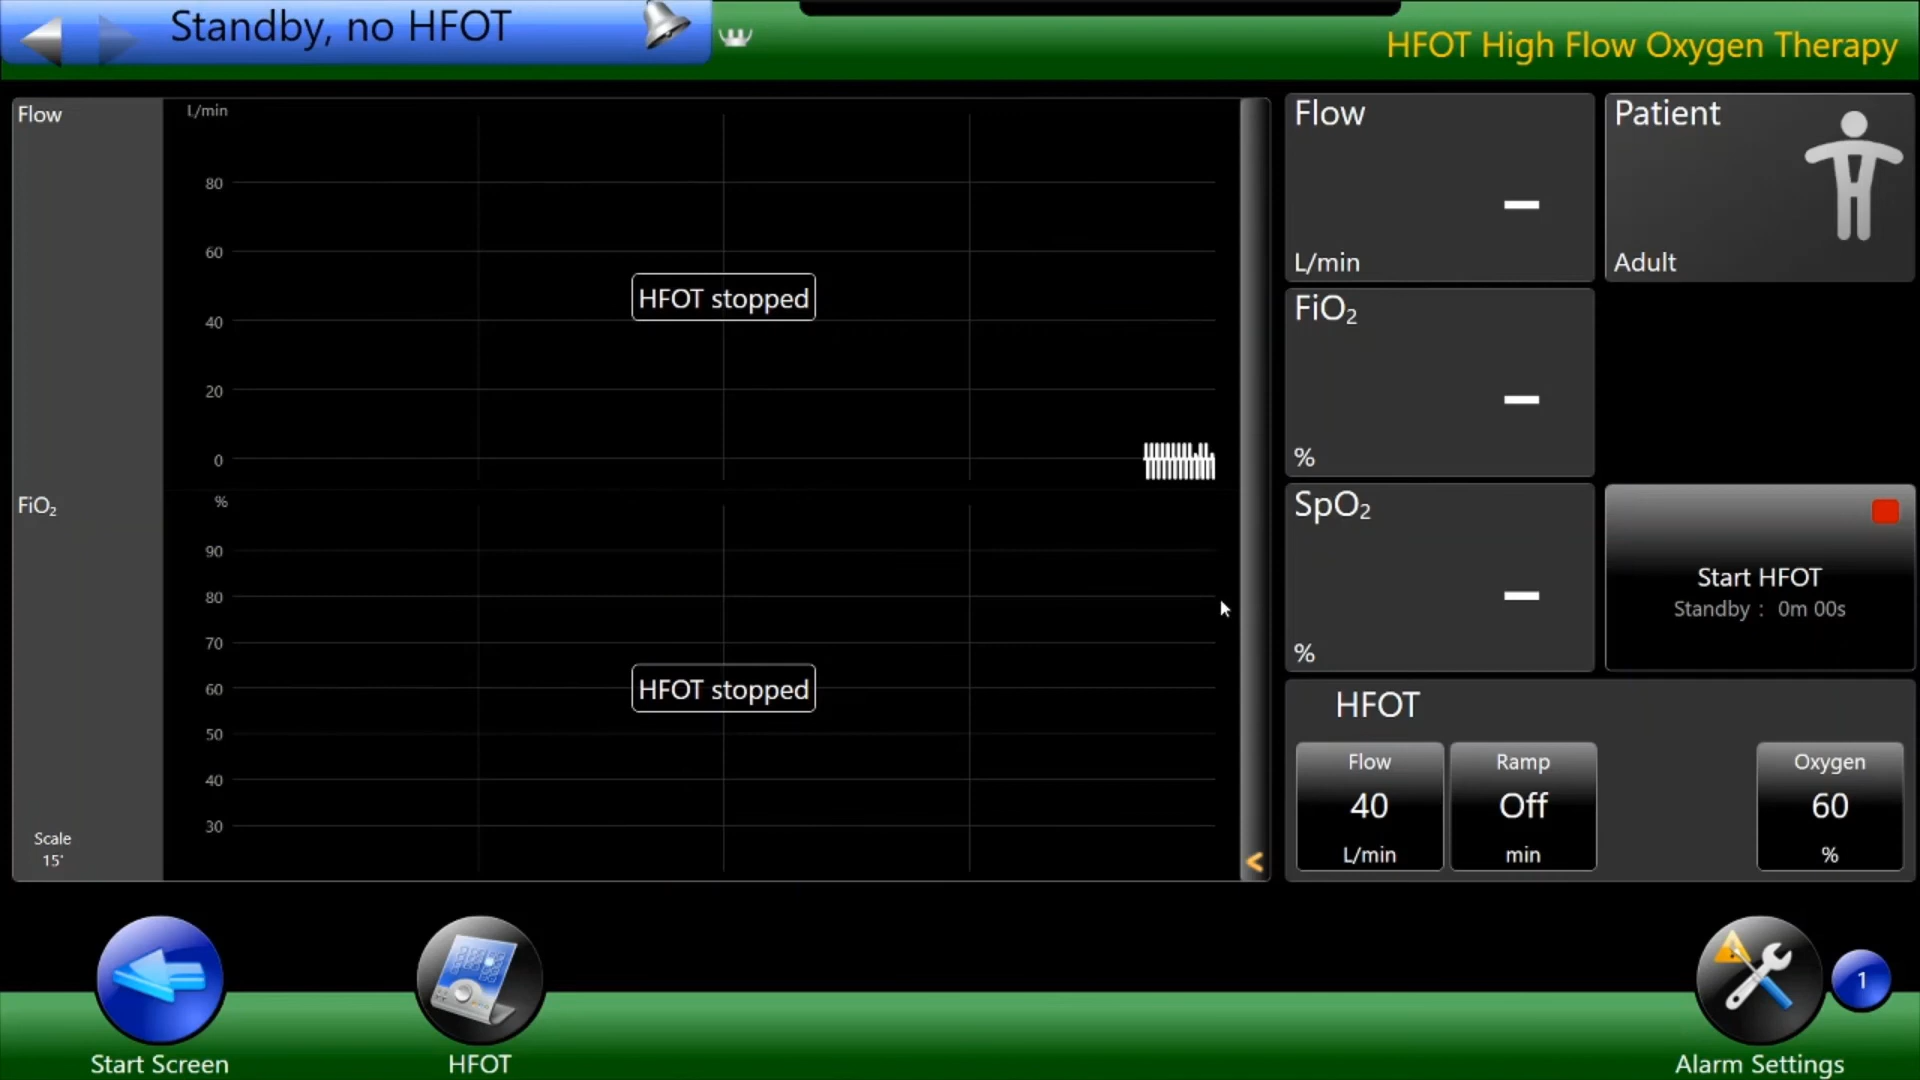 Standby, no HFOT
HFOT High Flow Oxygen Therapy
Flow
L/min
80
60
40
20
0
HFOT stopped
FiO₂
%
90
80
70
60
50
40
30
HFOT stopped
Scale
15'
Flow
–
L/min
Patient
Adult
FiO₂
–
%
SpO₂
–
%
Start HFOT
Standby : 0m 00s
HFOT
Flow
40
L/min
Ramp
Off
min
Oxygen
60
%
<
Start Screen
HFOT
Alarm Settings
1